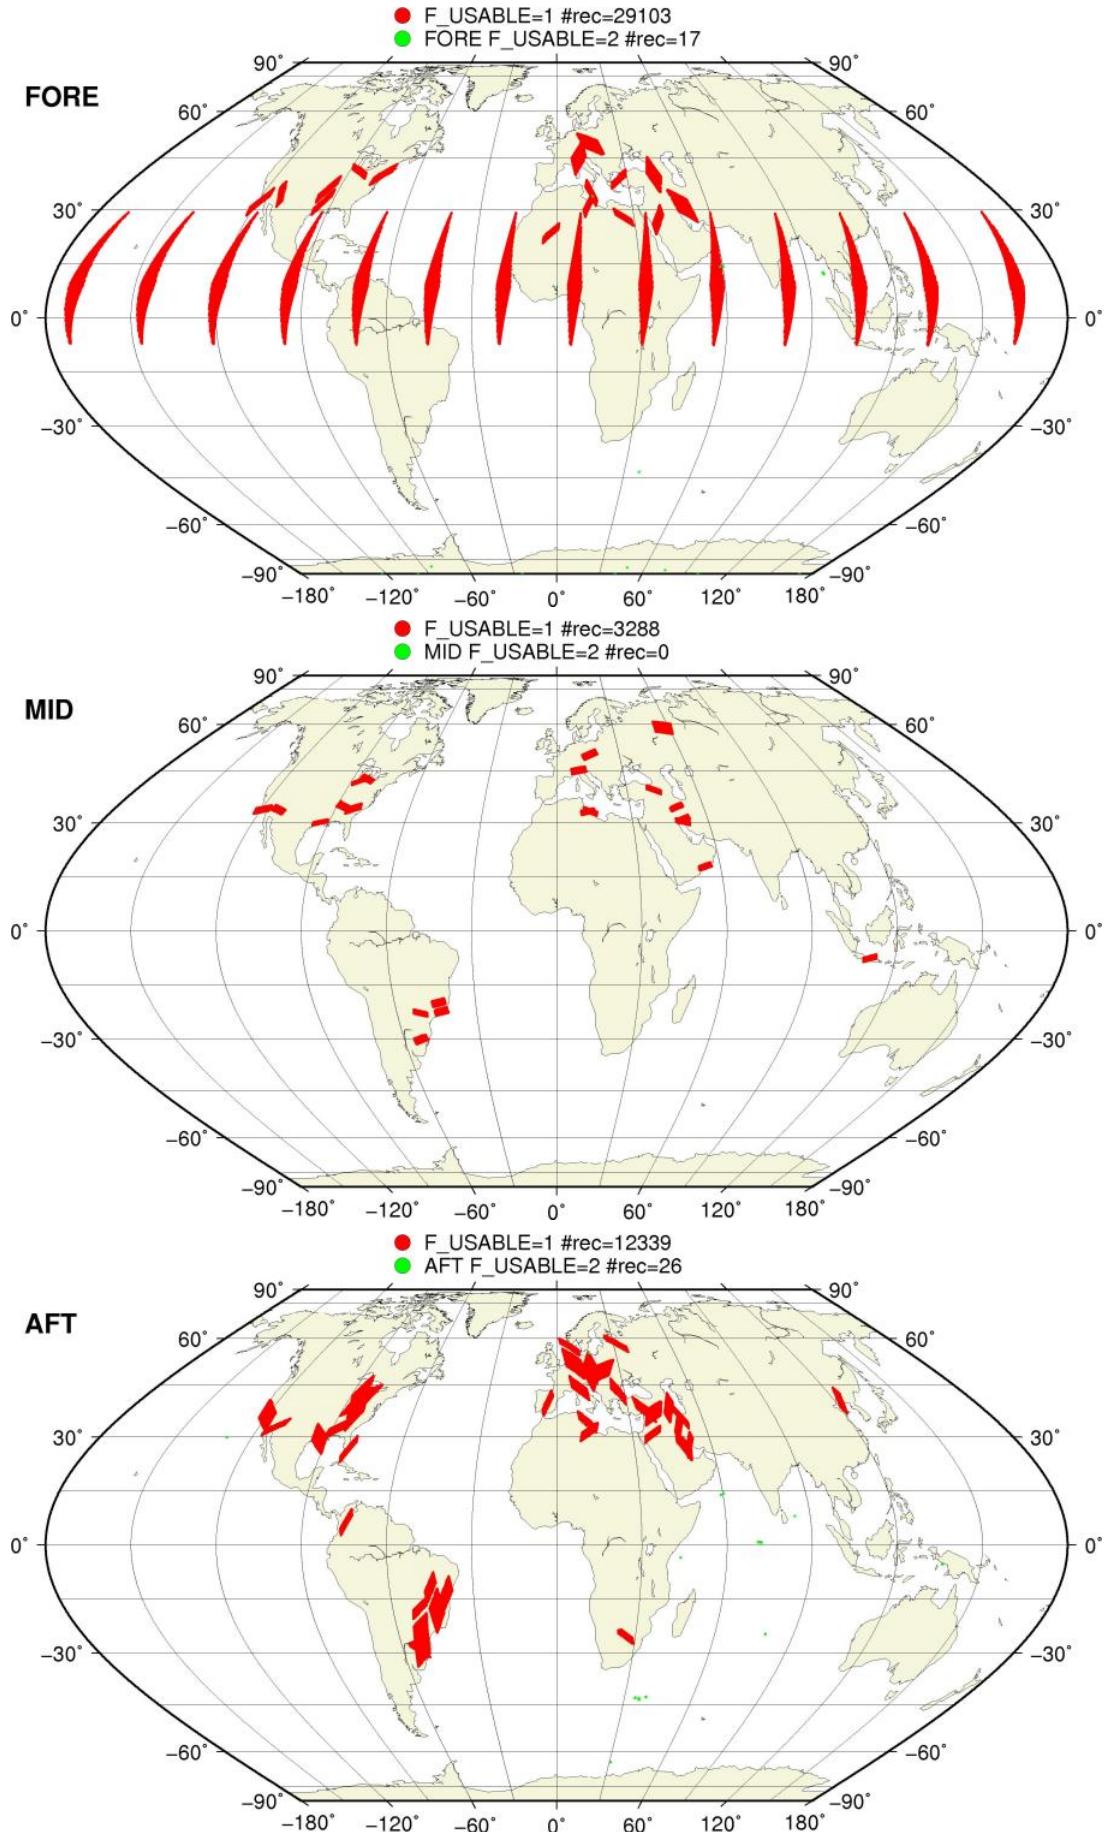 F_USABLE=1 #rec=29103
FORE F_USABLE=2 #rec=17
FORE
90° 90°
60° 60°
30° 30°
0° 0°
−30° −30°
−60° −60°
−90° −90°
−180° −120° −60° 0° 60° 120° 180°
F_USABLE=1 #rec=3288
MID F_USABLE=2 #rec=0
MID
90° 90°
60° 60°
30° 30°
0° 0°
−30° −30°
−60° −60°
−90° −90°
−180° −120° −60° 0° 60° 120° 180°
F_USABLE=1 #rec=12339
AFT F_USABLE=2 #rec=26
AFT
90° 90°
60° 60°
30° 30°
0° 0°
−30° −30°
−60° −60°
−90° −90°
−180° −120° −60° 0° 60° 120° 180°